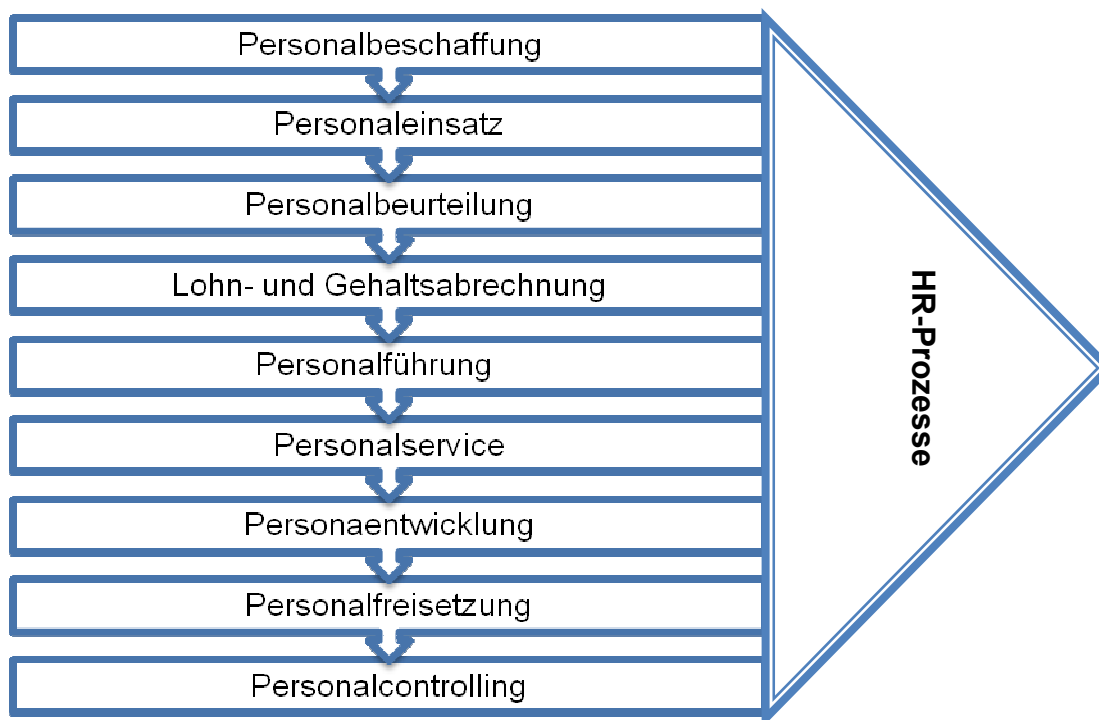 Personalbeschaffung
Personaleinsatz
Personalbeurteilung
Lohn- und Gehaltsabrechnung
Personalführung
Personalservice
Personaentwicklung
Personalfreisetzung
Personalcontrolling
HR-Prozesse